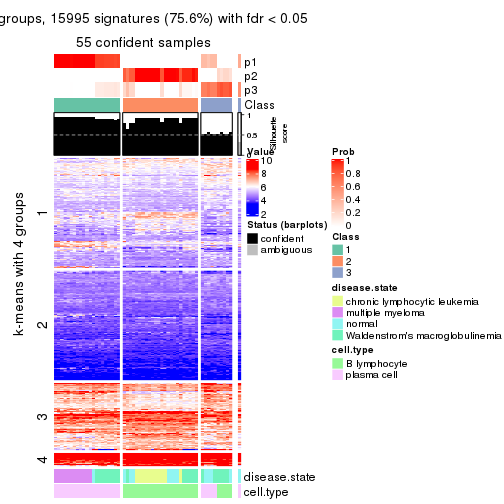 groups, 15995 signatures (75.6%) with fdr < 0.05
55 confident samples
p1
p2
p3
Class
1
0.5
0
Silhouette
score
k-means with 4 groups
1
2
3
4
disease.state
cell.type
Value
10
8
6
4
2
Status (barplots)
confident
ambiguous
Prob
1
0.8
0.6
0.4
0.2
0
Class
1
2
3
disease.state
chronic lymphocytic leukemia
multiple myeloma
normal
Waldenstrom's macroglobulinemia
cell.type
B lymphocyte
plasma cell